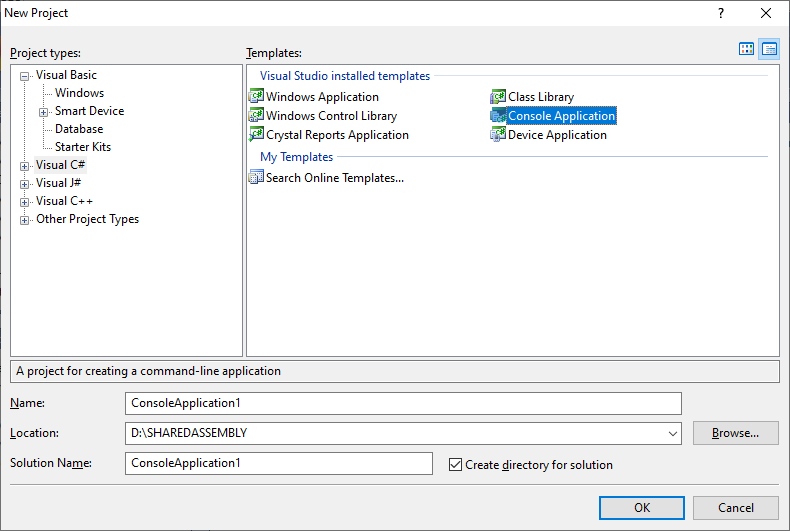 New Project
?
Project types:
Templates:
Visual Basic
Windows
Smart Device
Database
Starter Kits
Visual C#
Visual J#
Visual C++
Other Project Types
Visual Studio installed templates
Windows Application
Class Library
Windows Control Library
Console Application
Crystal Reports Application
Device Application
My Templates
Search Online Templates...
A project for creating a command-line application
Name:
ConsoleApplication1
Location:
D:\SHAREDASSEMBLY
Browse...
Solution Name:
ConsoleApplication1
Create directory for solution
OK
Cancel